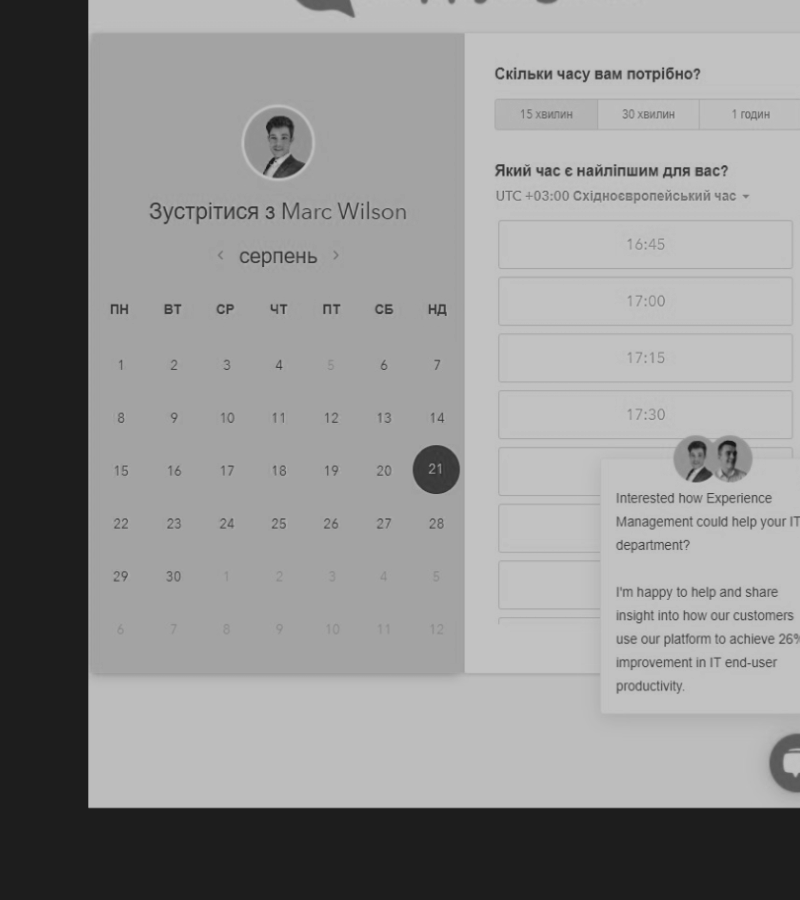 Зустрітися з Marc Wilson
серпень
ПН ВТ СР ЧТ ПТ СБ НД
1 2 3 4 5 6 7
8 9 10 11 12 13 14
15 16 17 18 19 20 21
22 23 24 25 26 27 28
29 30 1 2 3 4 5
6 7 8 9 10 11 12
Скільки часу вам потрібно?
15 хвилин 30 хвилин 1 годин
Який час є найліпшим для вас?
UTC +03:00 Східноєвропейський час
16:45
17:00
17:15
17:30
Interested how Experience
Management could help your IT
department?
I'm happy to help and share
insight into how our customers
use our platform to achieve 26%
improvement in IT end-user
productivity.